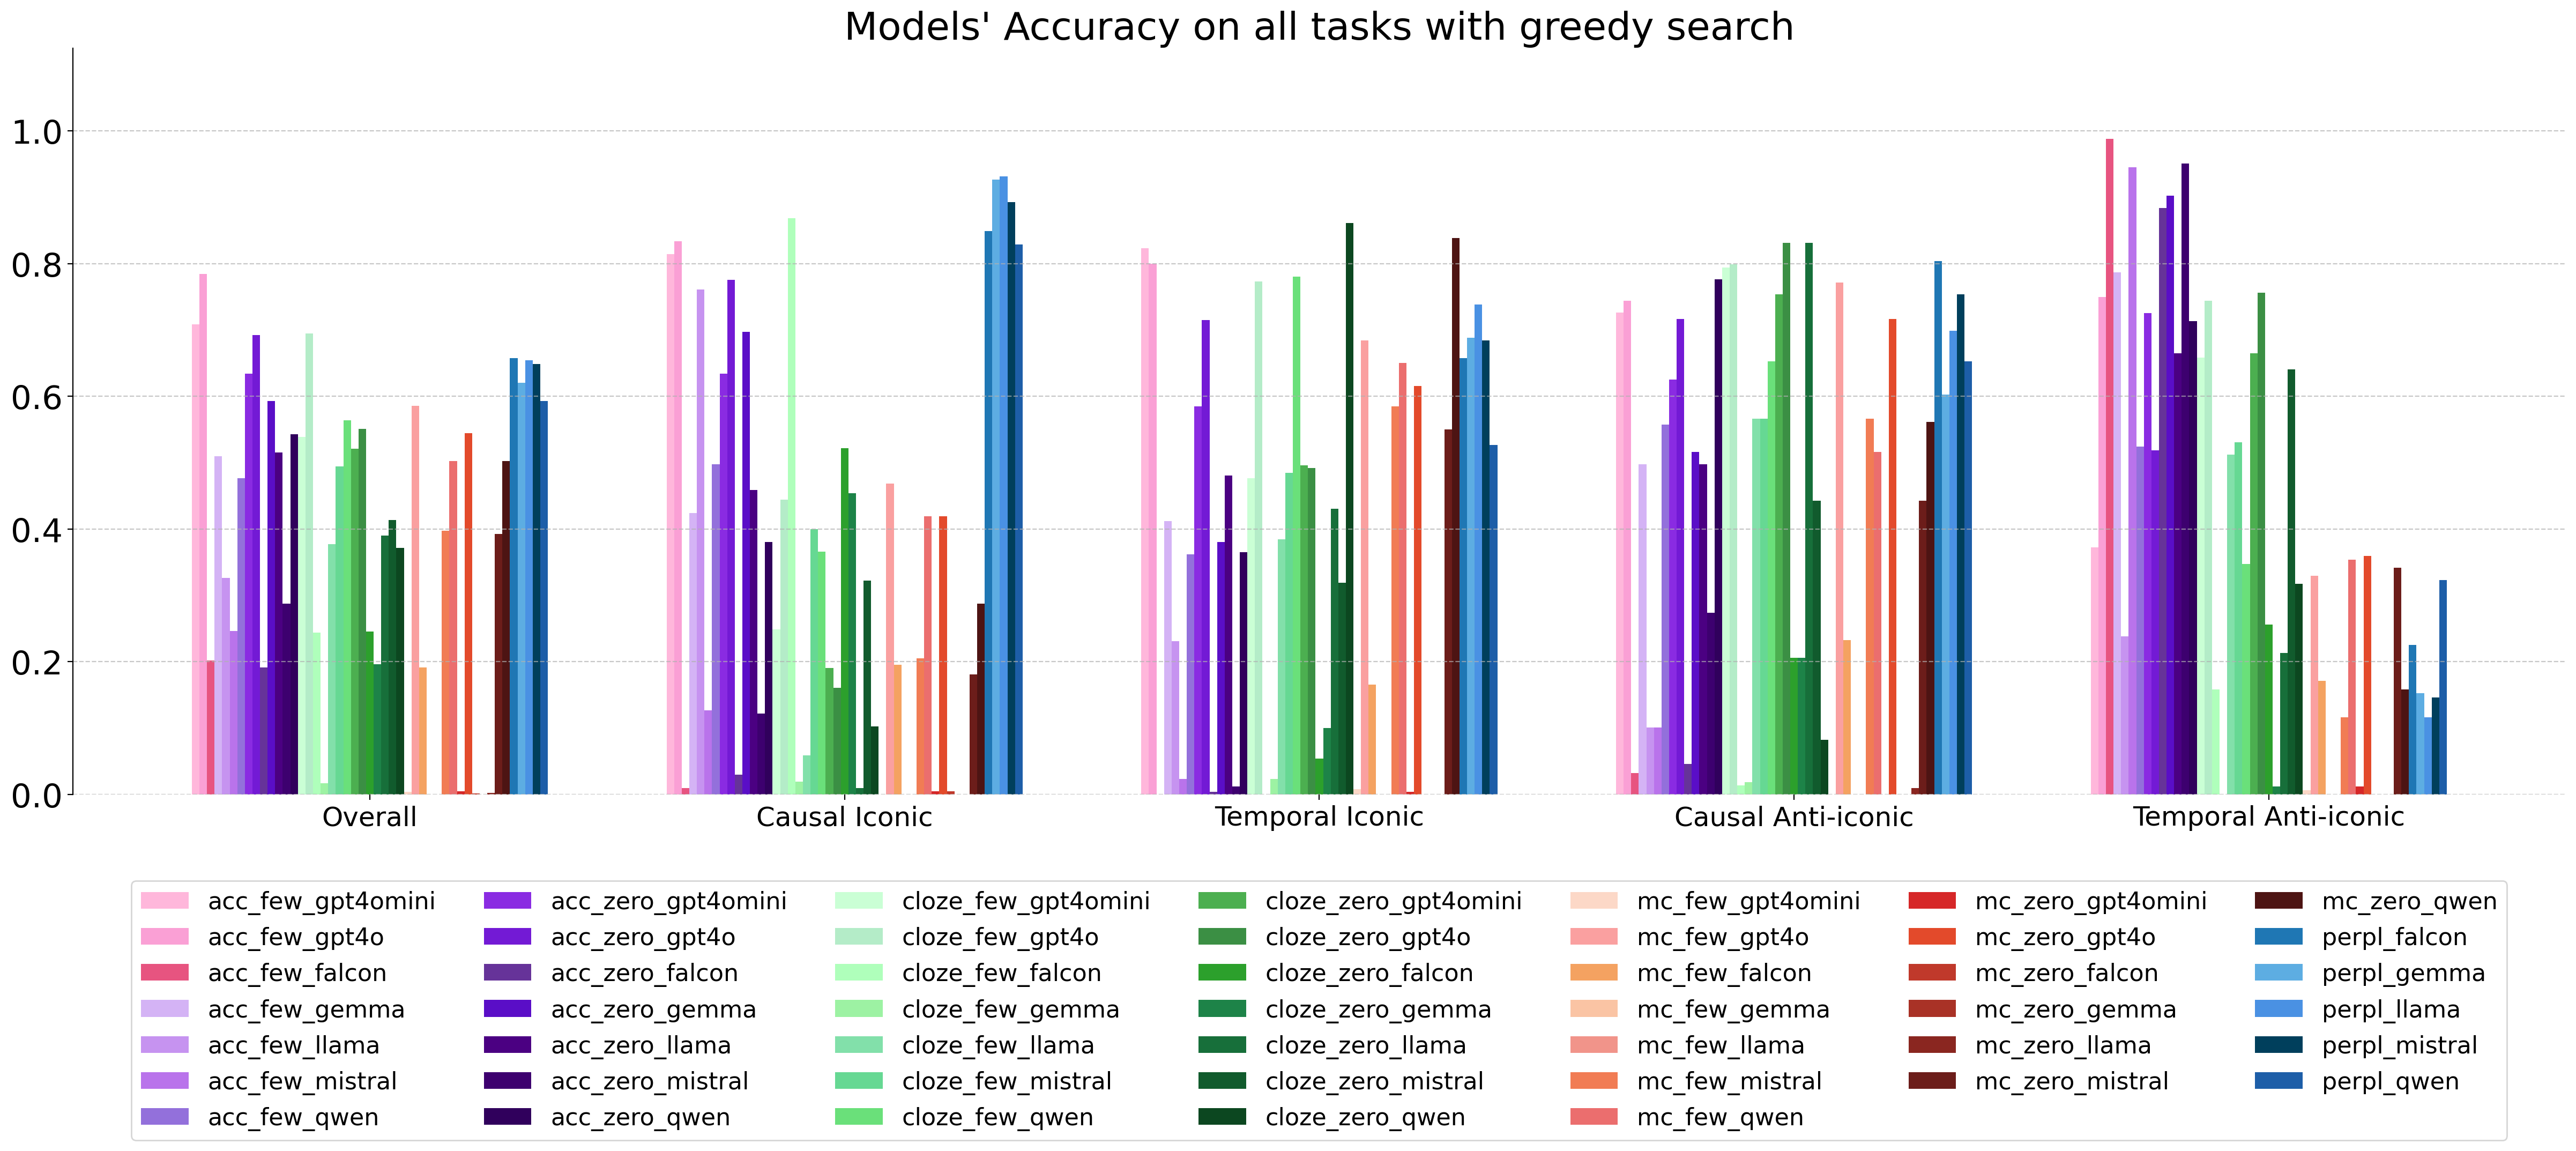 Models' Accuracy on all tasks with greedy search
1.0
0.8
0.6
0.4
0.2
0.0
Overall Causal Iconic Temporal Iconic Causal Anti-iconic Temporal Anti-iconic
acc_few_gpt4omini acc_zero_gpt4omini cloze_few_gpt4omini cloze_zero_gpt4omini mc_few_gpt4omini mc_zero_gpt4omini mc_zero_qwen
acc_few_gpt4o acc_zero_gpt4o cloze_few_gpt4o cloze_zero_gpt4o mc_few_gpt4o mc_zero_gpt4o perpl_falcon
acc_few_falcon acc_zero_falcon cloze_few_falcon cloze_zero_falcon mc_few_falcon mc_zero_falcon perpl_gemma
acc_few_gemma acc_zero_gemma cloze_few_gemma cloze_zero_gemma mc_few_gemma mc_zero_gemma perpl_llama
acc_few_llama acc_zero_llama cloze_few_llama cloze_zero_llama mc_few_llama mc_zero_llama perpl_mistral
acc_few_mistral acc_zero_mistral cloze_few_mistral cloze_zero_mistral mc_few_mistral mc_zero_mistral perpl_qwen
acc_few_qwen acc_zero_qwen cloze_few_qwen cloze_zero_qwen mc_few_qwen